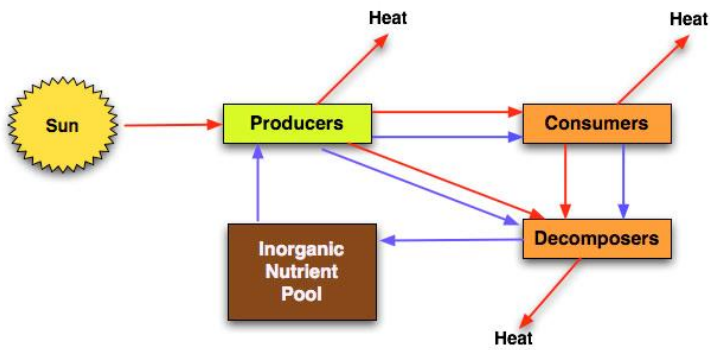 Heat
Heat
Sun
Producers
Consumers
Inorganic
Nutrient
Pool
Decomposers
Heat